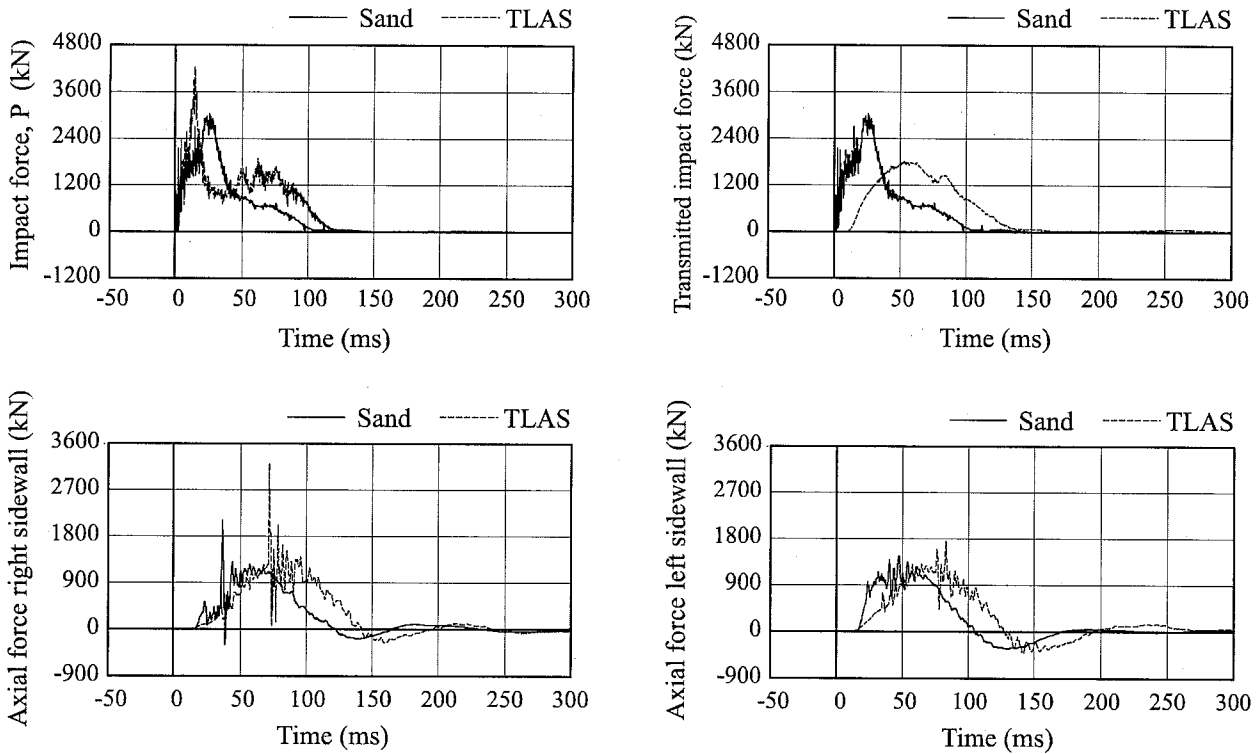 Sand TLAS
4800
3600
2400
1200
0
-1200
-50 0 50 100 150 200 250 300
Impact force, P (kN)
Time (ms)
Sand TLAS
4800
3600
2400
1200
0
-1200
-50 0 50 100 150 200 250 300
Transmitted impact force (kN)
Time (ms)
Sand TLAS
3600
2700
1800
900
0
-900
-50 0 50 100 150 200 250 300
Axial force right sidewall (kN)
Time (ms)
Sand TLAS
3600
2700
1800
900
0
-900
-50 0 50 100 150 200 250 300
Axial force left sidewall (kN)
Time (ms)